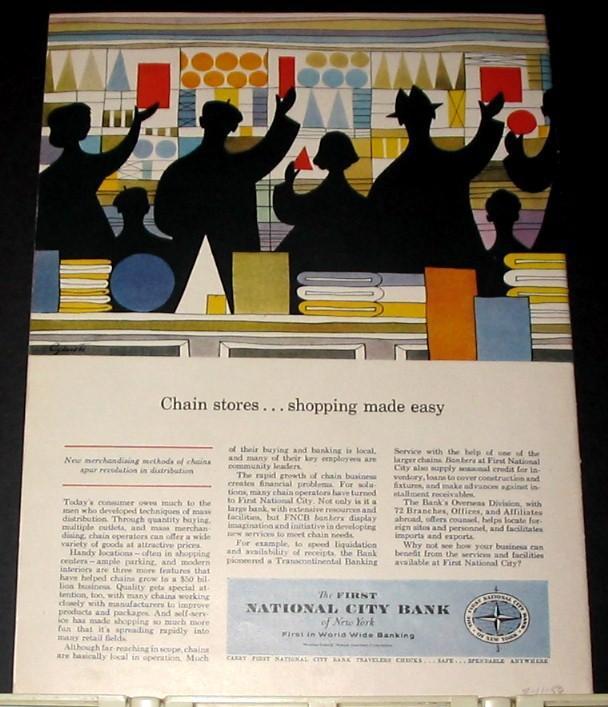 Chain stores . . . shopping made easy
New merchandising methods of chains
spur revolution in distribution
Today's consumer owes much to the
men who developed techniques of mass
distribution. Through quantity buying,
multiple outlets, and mass merchan-
dising, chain operators can offer a wide
variety of goods at attractive prices.
Handy locations – often in shopping
centers – ample parking, and modern
interiors are three more features that
have helped chains grow to a $50 bil-
lion business. Quality gets special at-
tention, too, with many chains working
closely with manufacturers to improve
products and packages. And self-serv-
ice has made shopping so much more
fun that it's spreading rapidly into
many retail fields.
Although far-reaching in scope, chains
are basically local in operation. Much
of their buying and banking is local,
and many of their key employees are
community leaders.
The rapid growth of chain business
creates financial problems. For solu-
tions, many chain operators have turned
to First National City. Not only is it a
large bank, with extensive resources and
facilities, but FNCB bankers display
imagination and initiative in developing
new services to meet chain needs.
For example, to speed liquidation
and availability of receipts, the Bank
pioneered a Transcontinental Banking
Service with the help of one of the
larger chains. Bankers at First National
City also supply seasonal credit for in-
ventory, loans to cover construction and
fixtures, and make advances against in-
stallment receivables.
The Bank's Overseas Division, with
72 Branches, Offices, and Affiliates
abroad, offers counsel, helps locate for-
eign sites and personnel, and facilitates
imports and exports.
Why not see how your business can
benefit from the services and facilities
available at First National City?
The FIRST
NATIONAL CITY BANK
of New York
First in World Wide Banking
Member Federal Deposit Insurance Corporation
THE FIRST NATIONAL CITY BANK
OF NEW YORK
CARRY FIRST NATIONAL CITY BANK TRAVELERS CHECKS . . . SAFE . . . SPENDABLE ANYWHERE